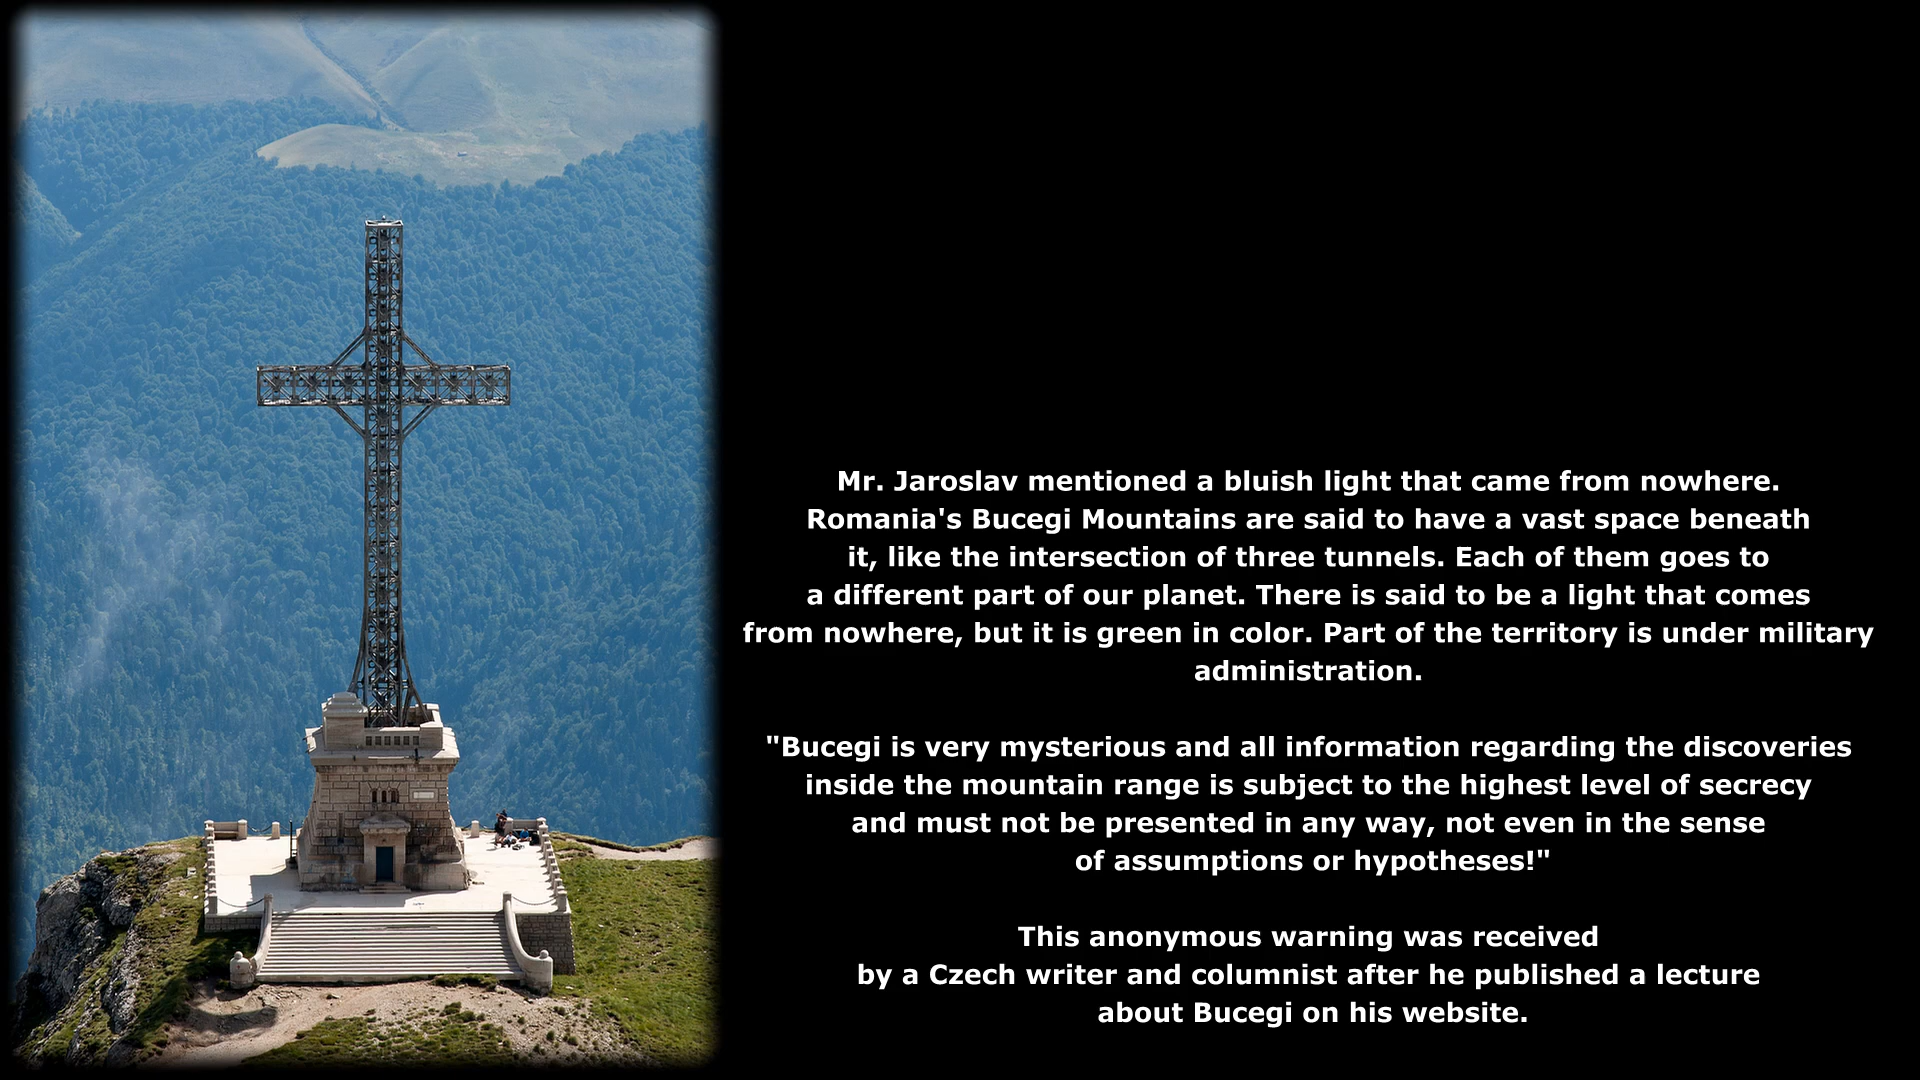 Mr. Jaroslav mentioned a bluish light that came from nowhere.
Romania's Bucegi Mountains are said to have a vast space beneath
it, like the intersection of three tunnels. Each of them goes to
a different part of our planet. There is said to be a light that comes
from nowhere, but it is green in color. Part of the territory is under military
administration.
"Bucegi is very mysterious and all information regarding the discoveries
inside the mountain range is subject to the highest level of secrecy
and must not be presented in any way, not even in the sense
of assumptions or hypotheses!"
This anonymous warning was received
by a Czech writer and columnist after he published a lecture
about Bucegi on his website.